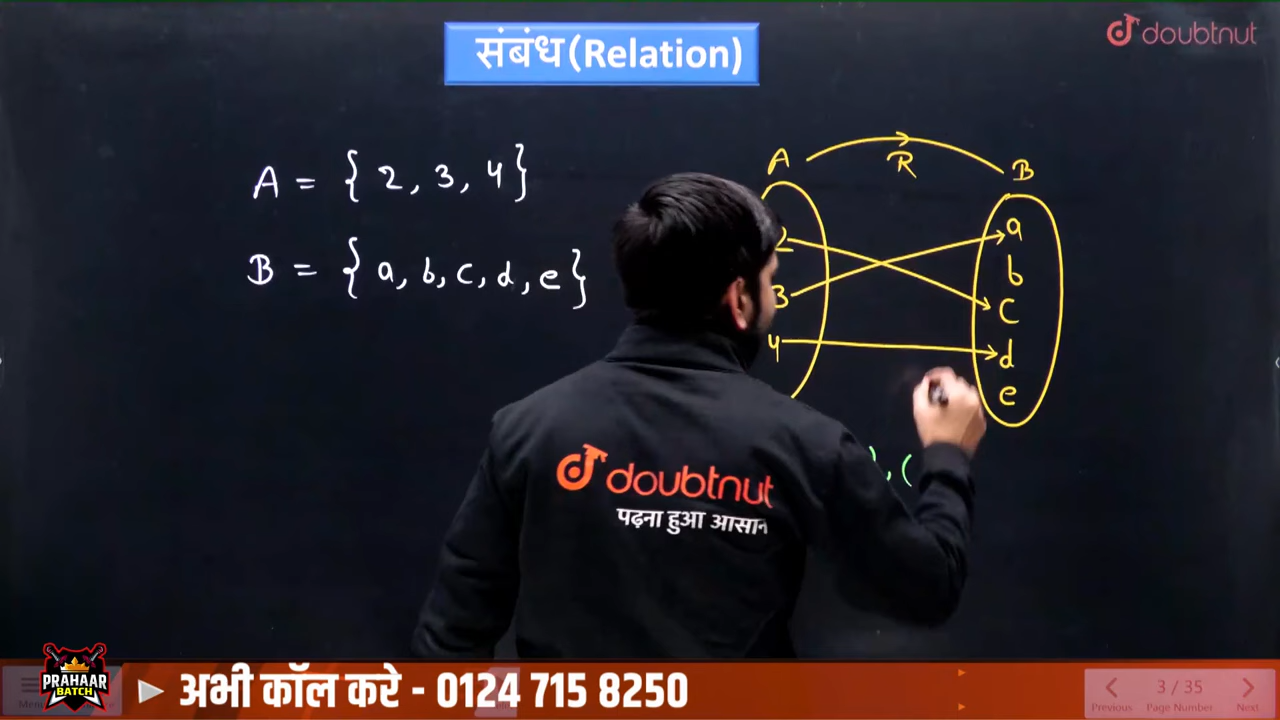 संबंध(Relation)
doubtnut
A = { 2, 3, 4 }
B = { a, b, c, d, e }
A
R
B
2
3
4
a
b
c
d
e
), (
doubtnut
पढ़ना हुआ आसान
PRAHAAR
BATCH
अभी कॉल करे - 0124 715 8250
3 / 35
Previous
Page Number
Next